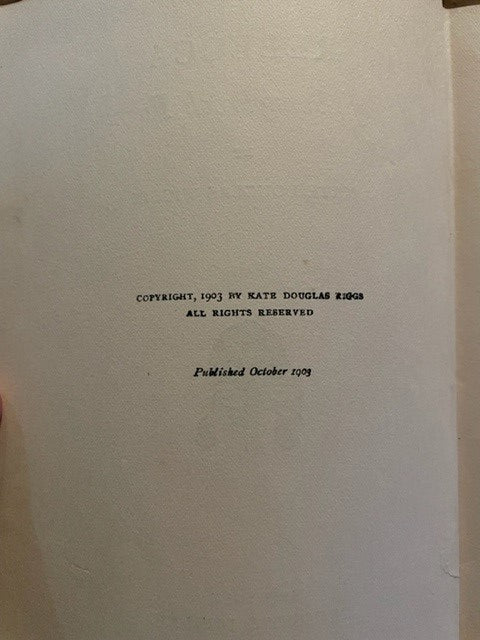 COPYRIGHT, 1903 BY KATE DOUGLAS RIGGS
ALL RIGHTS RESERVED
Published October 1903